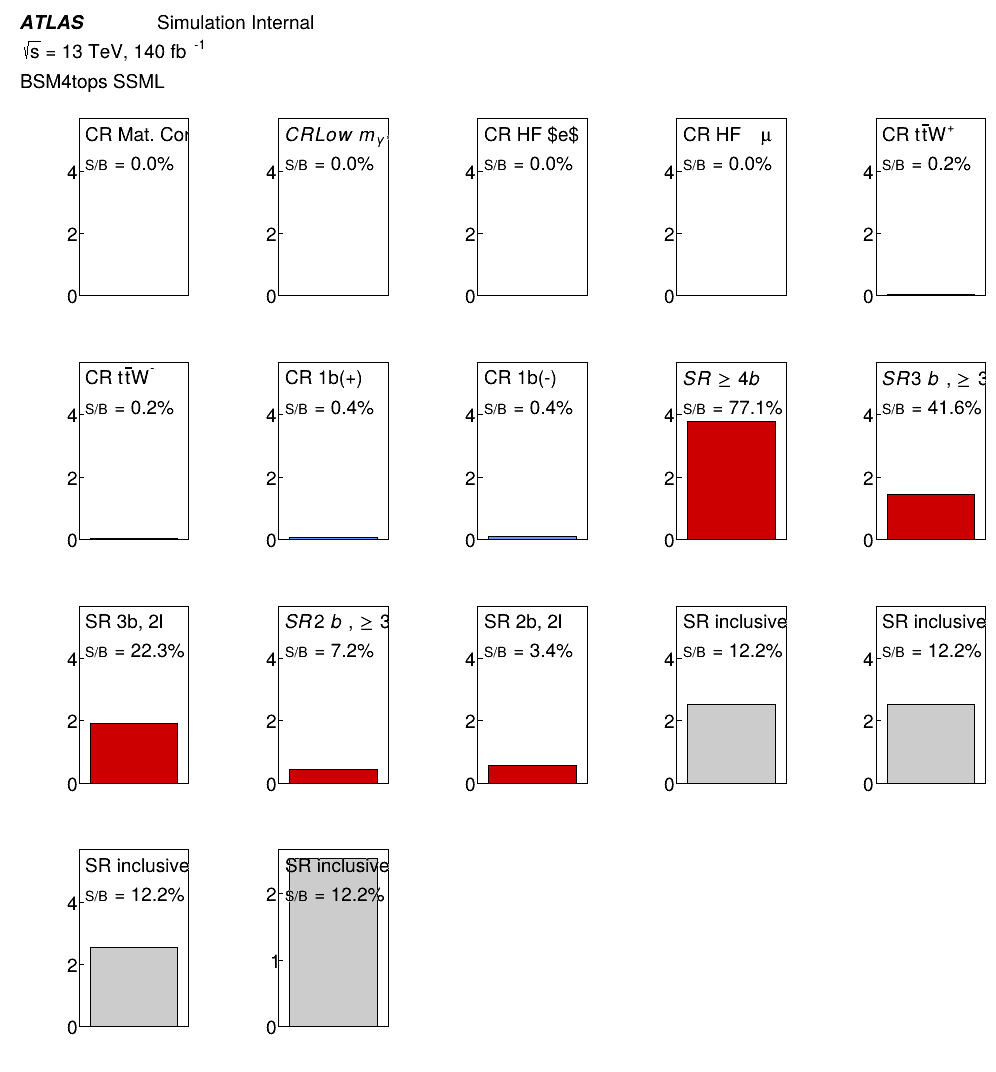 ATLAS Simulation Internal
√s = 13 TeV, 140 fb⁻¹
BSM4tops SSML
CR Mat. Cor
S/B = 0.0%
4
2
0
CRLow mᵧ
S/B = 0.0%
4
2
0
CR HF $e$
S/B = 0.0%
4
2
0
CR HF μ
S/B = 0.0%
4
2
0
CR tt̄W⁺
S/B = 0.2%
4
2
0
CR tt̄W⁻
S/B = 0.2%
4
2
0
CR 1b(+)
S/B = 0.4%
4
2
0
CR 1b(-)
S/B = 0.4%
4
2
0
SR ≥ 4b
S/B = 77.1%
4
2
0
SR3 b , ≥ 3
S/B = 41.6%
4
2
0
SR 3b, 2l
S/B = 22.3%
4
2
0
SR2 b , ≥ 3
S/B = 7.2%
4
2
0
SR 2b, 2l
S/B = 3.4%
4
2
0
SR inclusive
S/B = 12.2%
4
2
0
SR inclusive
S/B = 12.2%
4
2
0
SR inclusive
S/B = 12.2%
4
2
0
SR inclusive
S/B = 12.2%
2
1
0